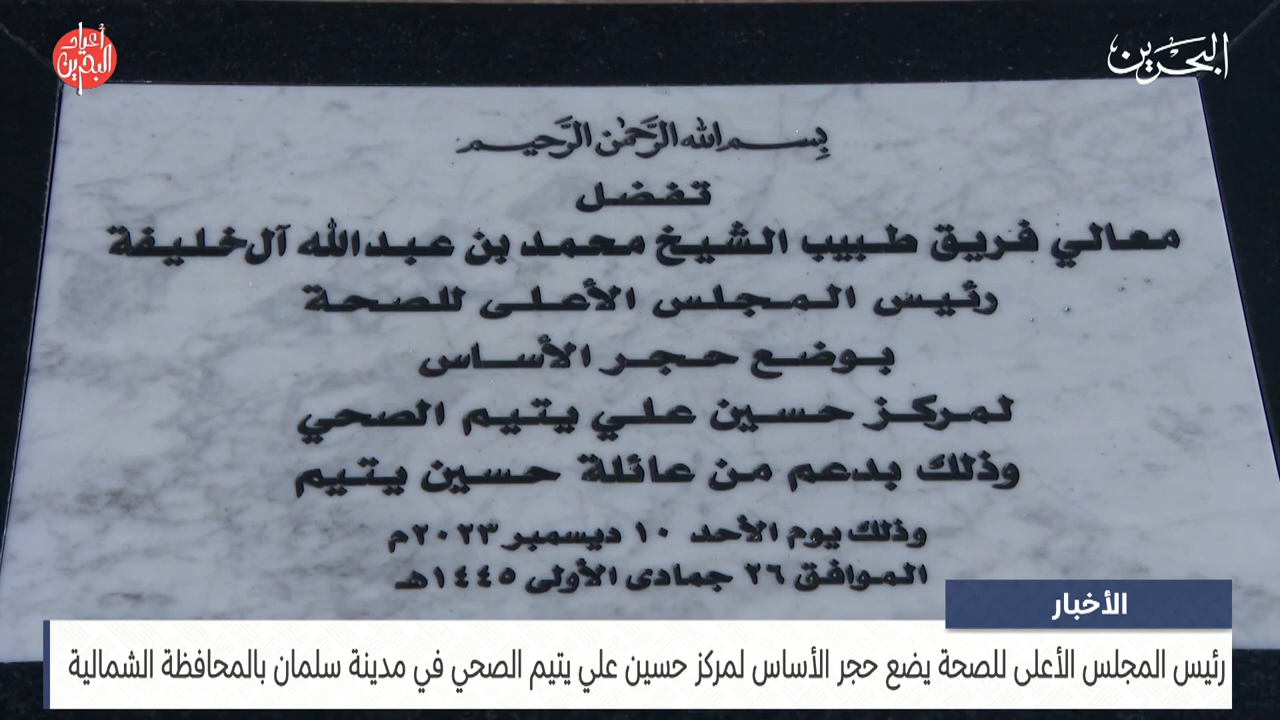 أعياد
البحرين
البحرين
بسم الله الرحمن الرحيم
تفضل
معالي فريق طبيب الشيخ محمد بن عبدالله آل خليفة
رئيس المجلس الأعلى للصحة
بوضع حجر الأساس
لمركز حسين علي يتيم الصحي
وذلك بدعم من عائلة حسين يتيم
وذلك يوم الأحد ١٠ ديسمبر ٢٠٢٣م
الموافق ٢٦ جمادى الأولى ١٤٤٥هـ
الأخبار
رئيس المجلس الأعلى للصحة يضع حجر الأساس لمركز حسين علي يتيم الصحي في مدينة سلمان بالمحافظة الشمالية